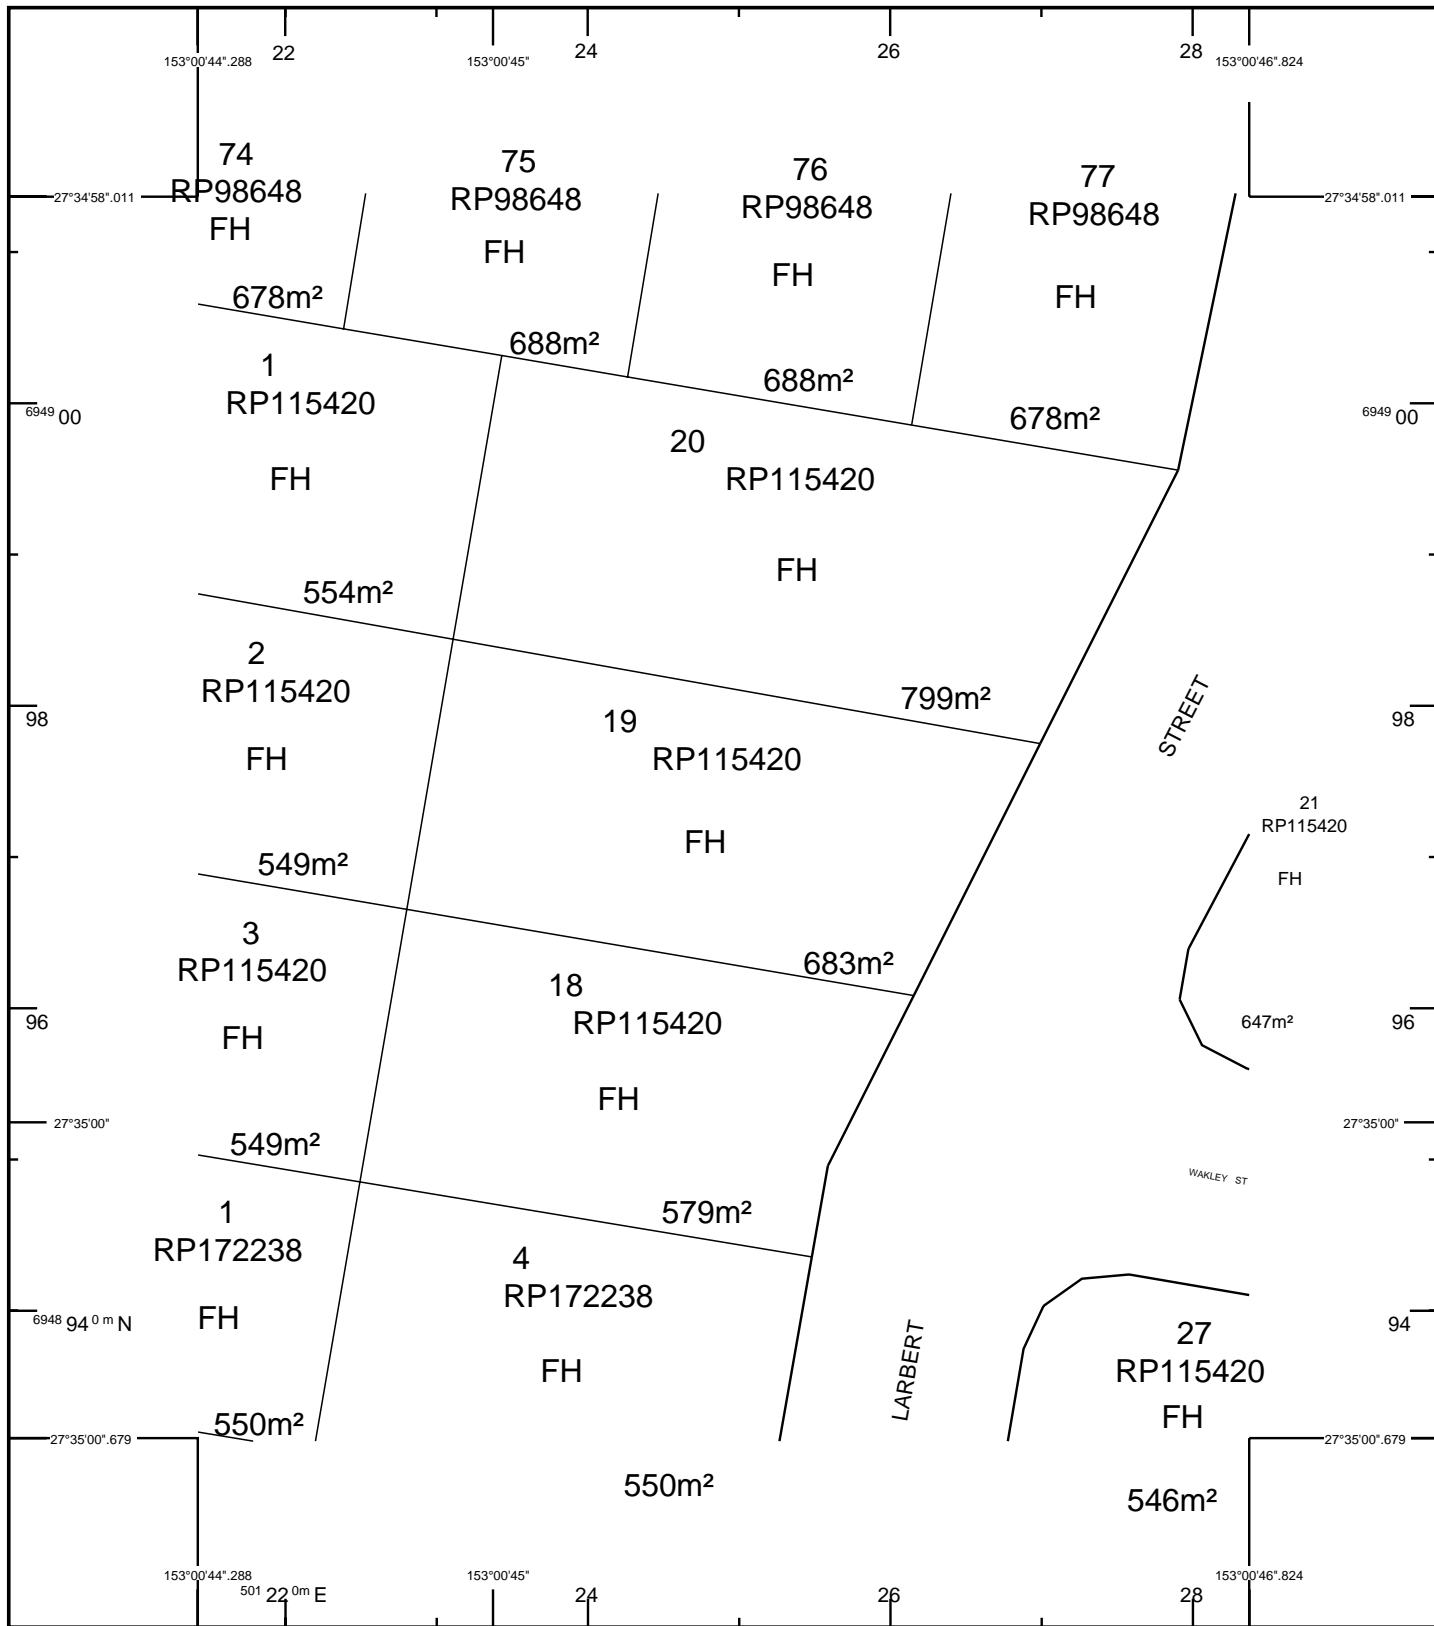 22
24
26
28
153°00'44".288
153°00'45"
153°00'46".824
74
RP98648
FH
678m²
75
RP98648
FH
688m²
76
RP98648
FH
688m²
77
RP98648
FH
678m²
27°34'58".011
27°34'58".011
1
RP115420
FH
554m²
20
RP115420
FH
799m²
6949 00
6949 00
2
RP115420
FH
549m²
19
RP115420
FH
683m²
STREET
98
98
21
RP115420
FH
647m²
3
RP115420
FH
549m²
18
RP115420
FH
579m²
96
96
27°35'00"
27°35'00"
WAKLEY ST
1
RP172238
FH
550m²
4
RP172238
FH
550m²
LARBERT
27
RP115420
FH
546m²
6948 94 0 m N
94
27°35'00".679
27°35'00".679
153°00'44".288
153°00'45"
153°00'46".824
501 22 0m E
24
26
28